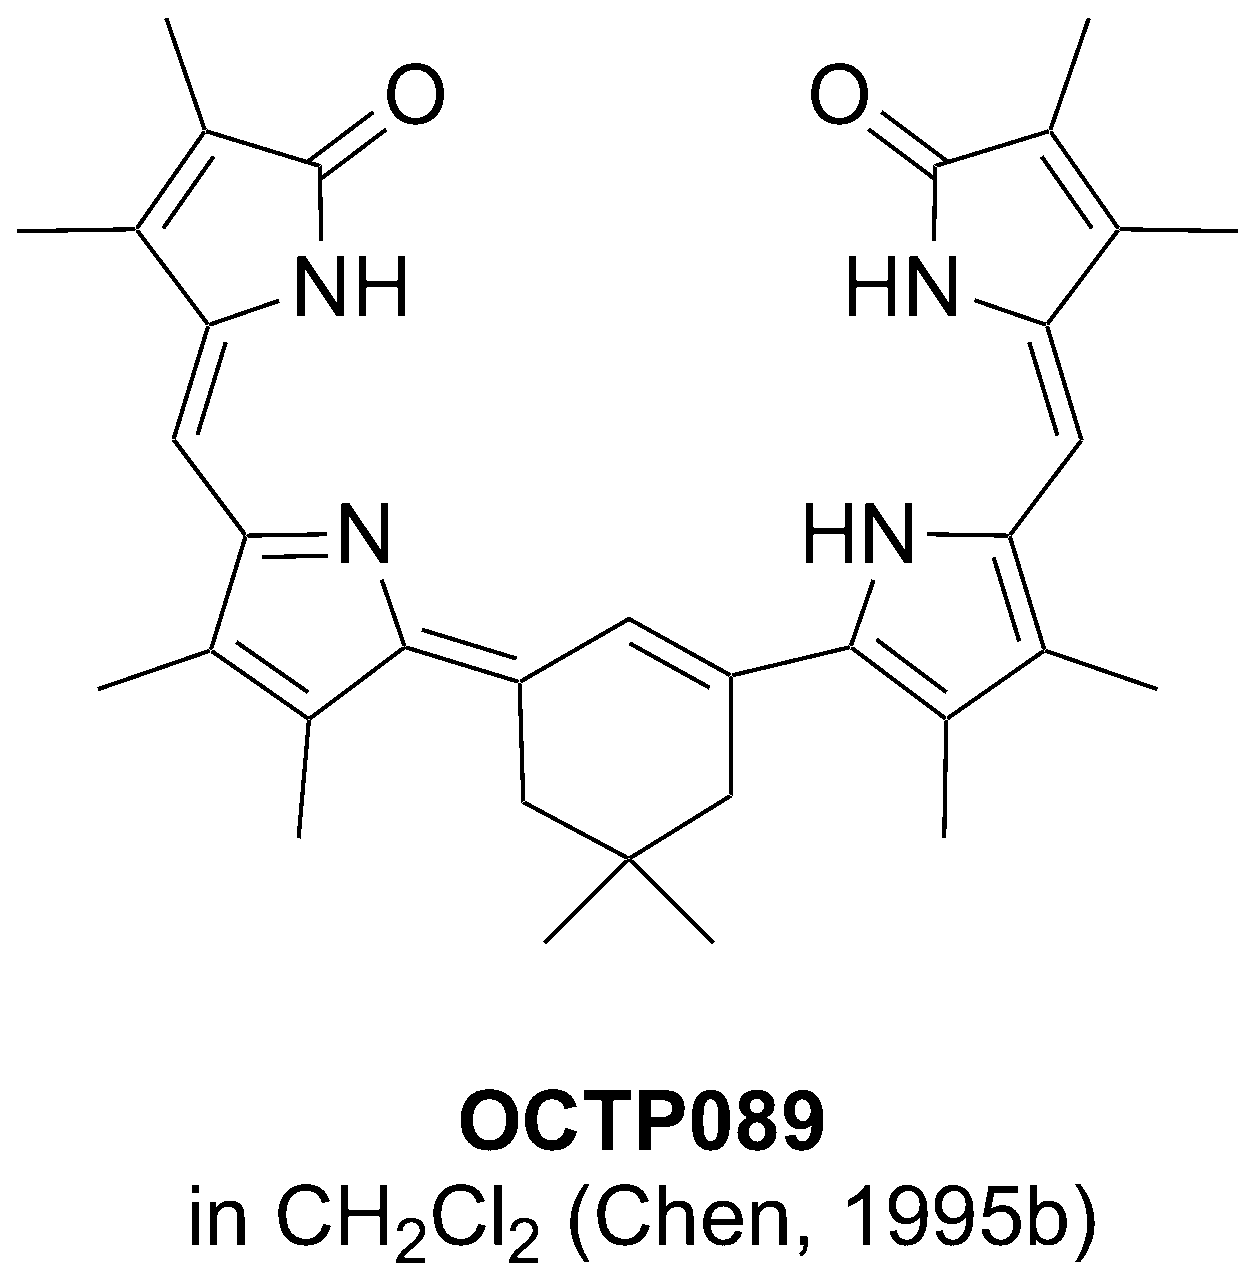 O O
NH HN
N HN
OCTP089
in CH₂Cl₂ (Chen, 1995b)